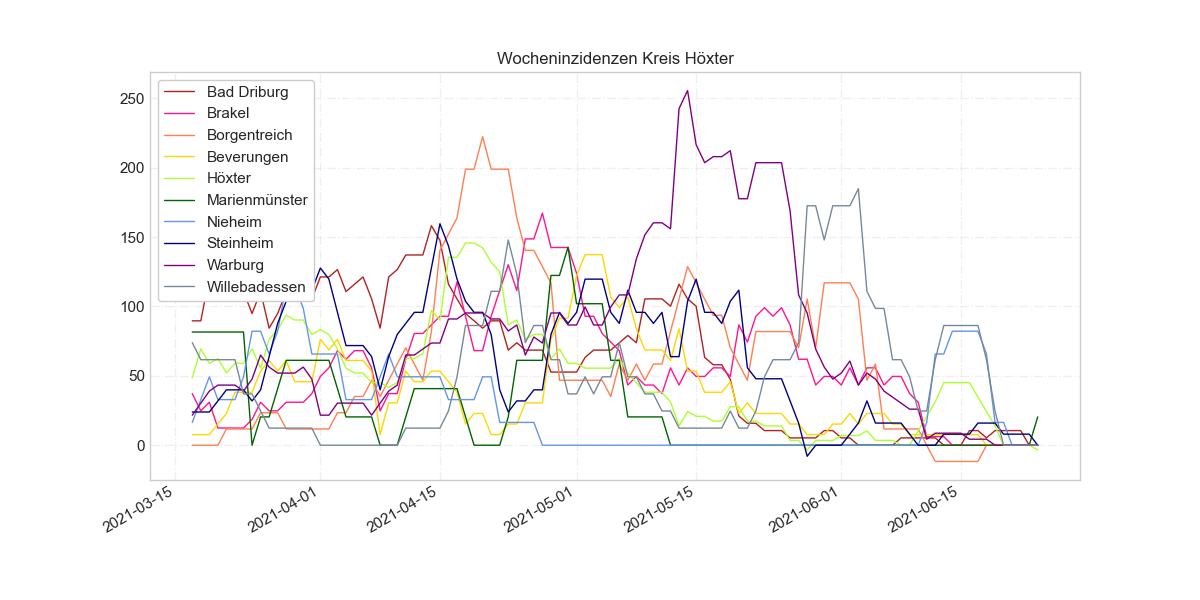 Wocheninzidenzen Kreis Höxter
250
200
150
100
50
0
Bad Driburg
Brakel
Borgentreich
Beverungen
Höxter
Marienmünster
Nieheim
Steinheim
Warburg
Willebadessen
2021-03-15
2021-04-01
2021-04-15
2021-05-01
2021-05-15
2021-06-01
2021-06-15